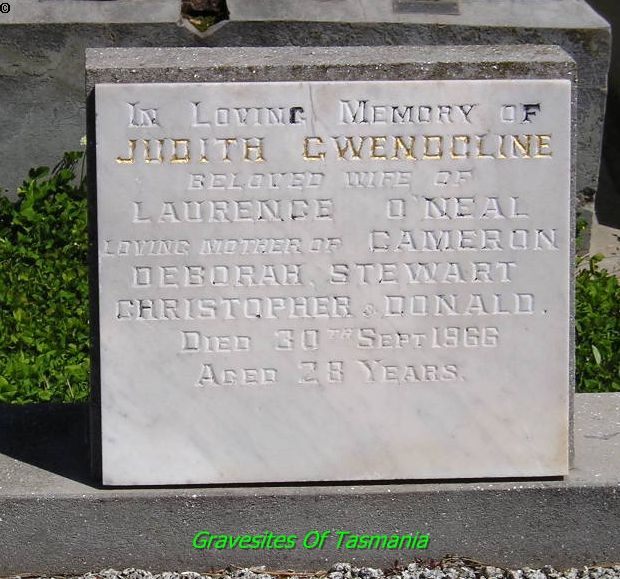 ©
IN LOVING MEMORY OF
JUDITH GWENDOLINE
BELOVED WIFE OF
LAURENCE O'NEAL
LOVING MOTHER OF CAMERON
DEBORAH, STEWART
CHRISTOPHER & DONALD.
DIED 30TH SEPT 1966
AGED 28 YEARS.
Gravesites Of Tasmania